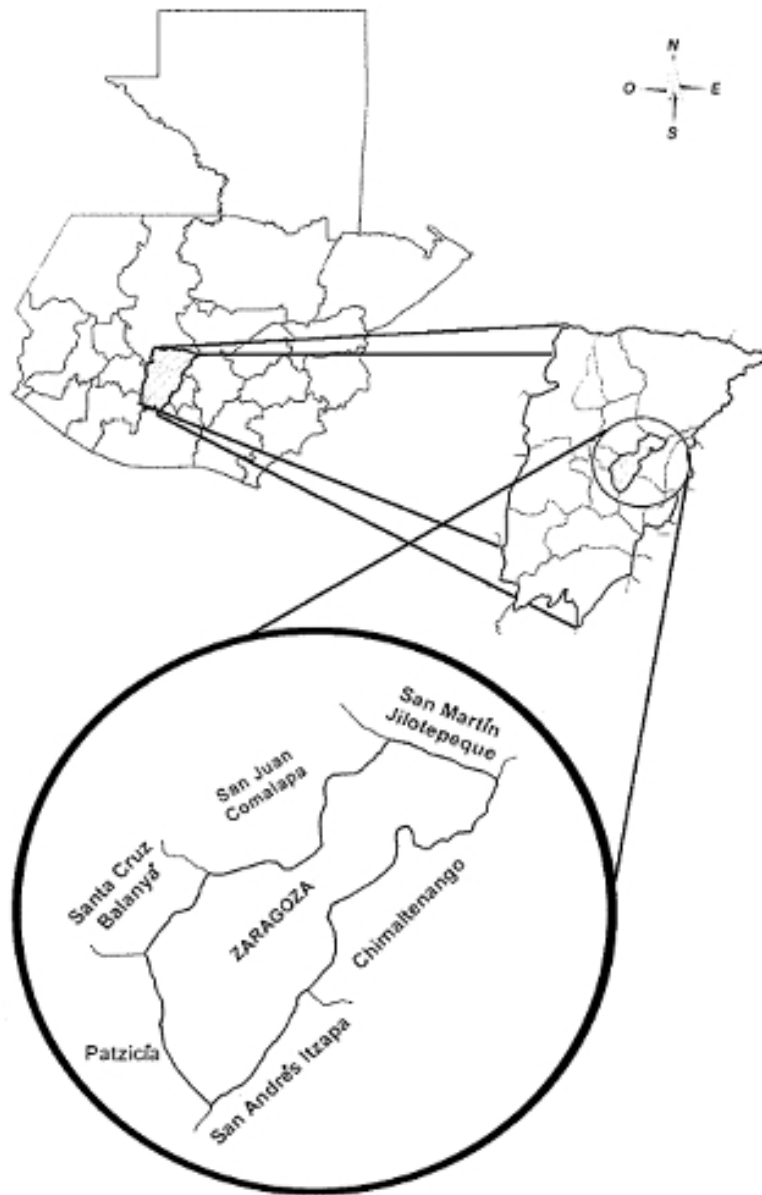 N
O E
S
San Martín
Jilotepeque
San Juan
Comalapa
Santa Cruz
Balanyá
ZARAGOZA
Chimaltenango
Patzicía
San Andrés Itzapa